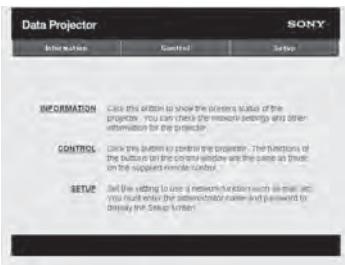 Data Projector SONY
Information Control Setup
INFORMATION Click this button to show the present status of the
projector. You can check the network settings and other
information for the projector.
CONTROL Click this button to control the projector. The functions of
the buttons on the control window are the same as those
on the supplied remote control.
SETUP Set the setting to use a network function such as mail, etc.
You must enter the administrator name and password to
display the Setup screen.